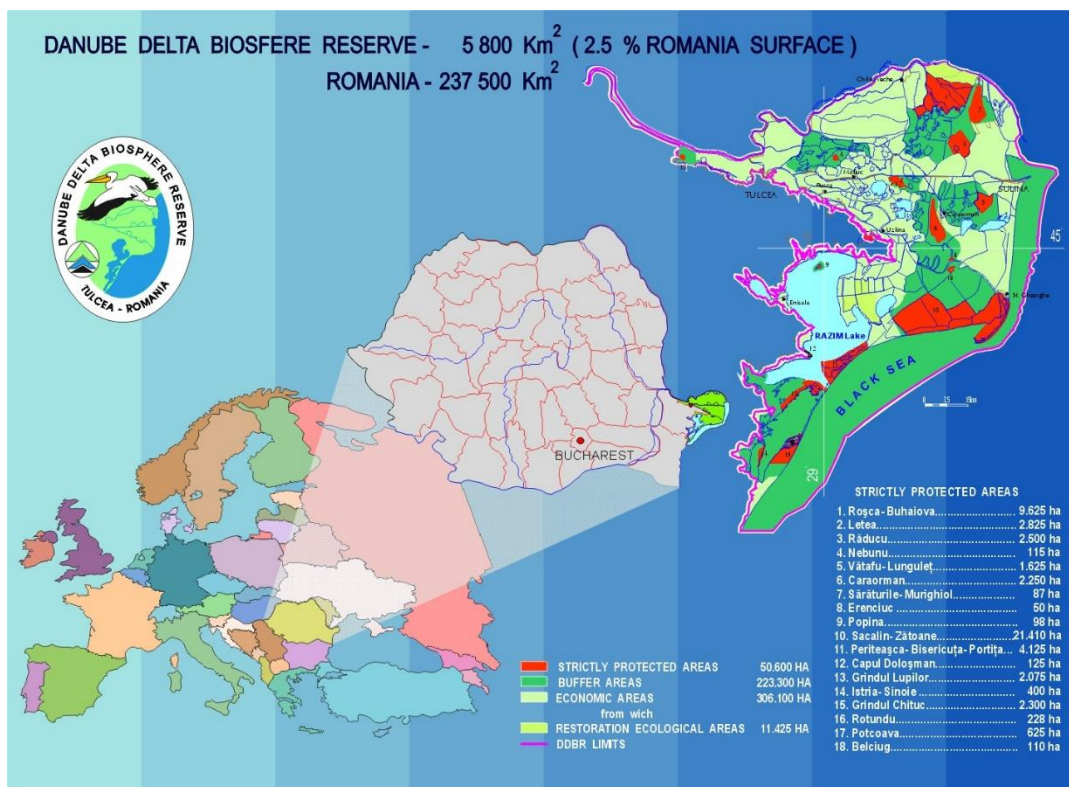 DANUBE DELTA BIOSFERE RESERVE - 5 800 Km² ( 2.5 % ROMANIA SURFACE )
ROMANIA - 237 500 Km²
DANUBE DELTA BIOSPHERE RESERVE
TULCEA - ROMANIA
BUCHAREST
TULCEA
SULINA
Uzlina
Caraorman
Sf. Gheorghe
Enisala
RAZIM Lake
BLACK SEA
45°
29°
STRICTLY PROTECTED AREAS 50.600 HA
BUFFER AREAS 223.300 HA
ECONOMIC AREAS 306.100 HA
from wich
RESTORATION ECOLOGICAL AREAS 11.425 HA
DDBR LIMITS
STRICTLY PROTECTED AREAS
1. Roşca- Buhaiova 9.625 ha
2. Letea 2.825 ha
3. Răducu 2.500 ha
4. Nebunu 115 ha
5. Vătafu- Lunguleţ 1.625 ha
6. Caraorman 2.250 ha
7. Sărăturile- Murighiol 87 ha
8. Erenciuc 50 ha
9. Popina 98 ha
10. Sacalin- Zătoane 21.410 ha
11. Periteaşca- Bisericuţa- Portiţa 4.125 ha
12. Capul Doloşman 125 ha
13. Grindul Lupilor 2.075 ha
14. Istria- Sinoie 400 ha
15. Grindul Chituc 2.300 ha
16. Rotundu 228 ha
17. Potcoava 625 ha
18. Belciug 110 ha